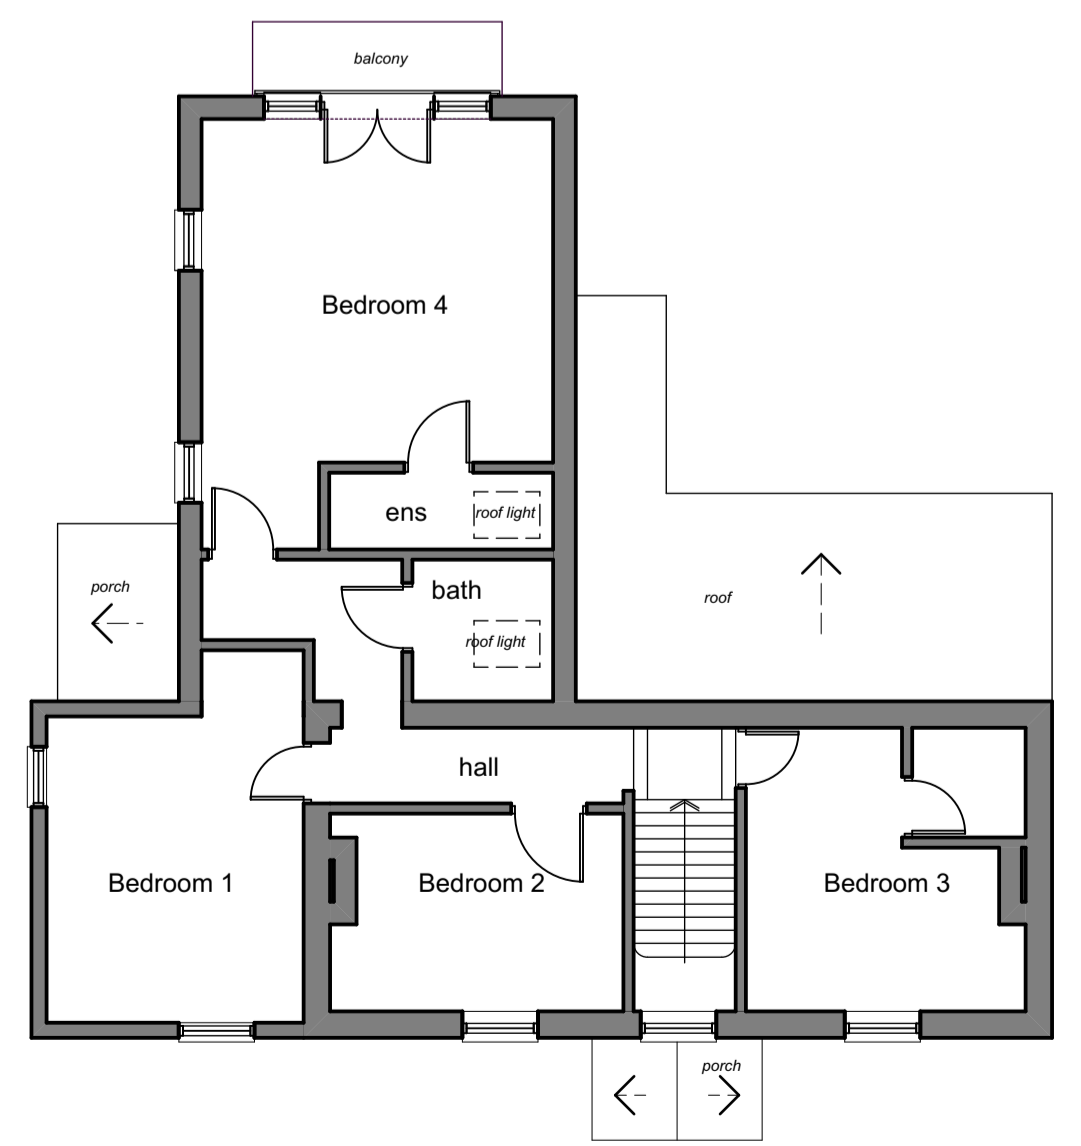 balcony
Bedroom 4
ens
roof light
porch
bath
roof
roof light
hall
Bedroom 1
Bedroom 2
Bedroom 3
porch